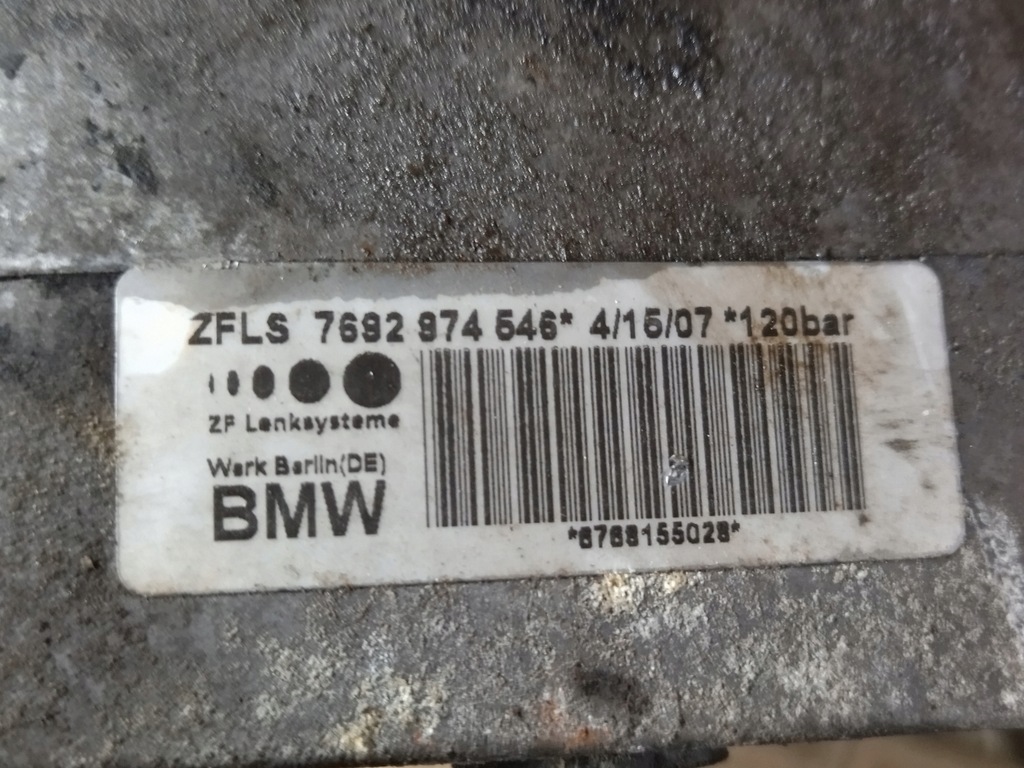 ZFLS 7692 974 546* 4/15/07 *120bar
ZF Lenksysteme
Werk Berlin(DE)
BMW
*6768155028*